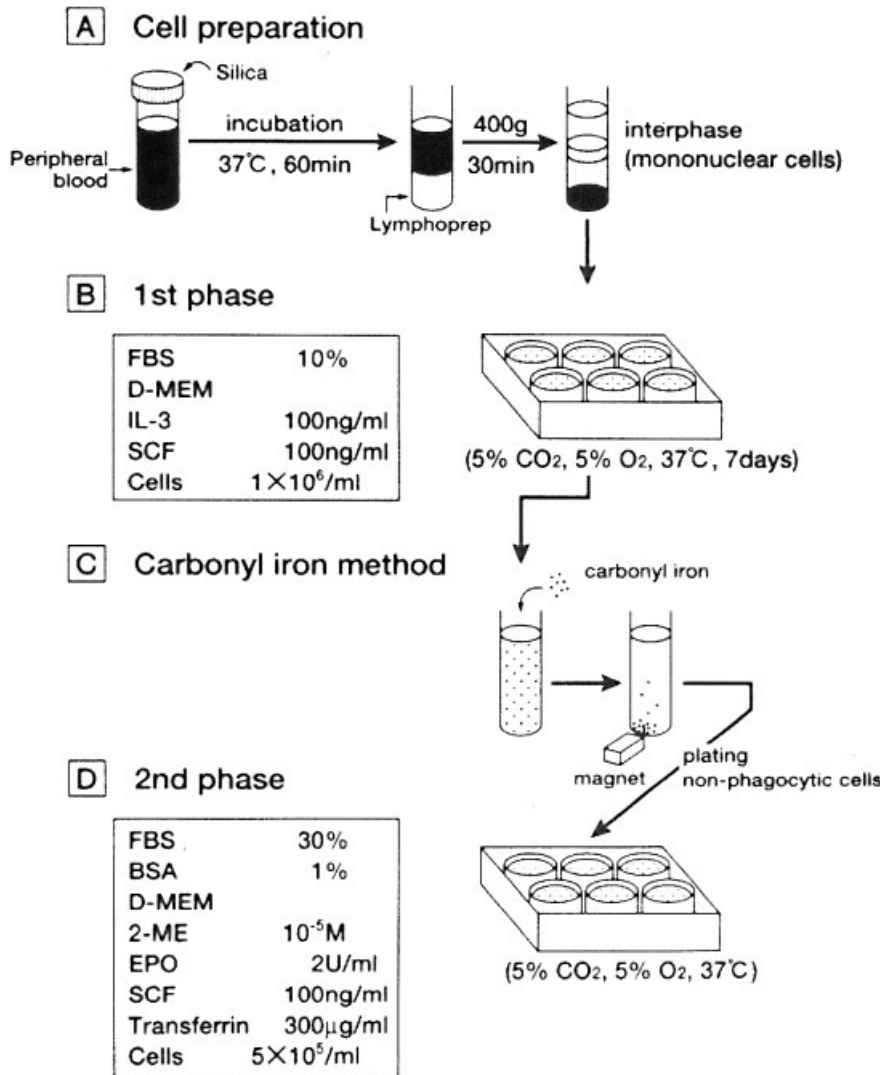 A Cell preparation
Silica
Peripheral
blood
incubation
37℃, 60min
Lymphoprep
400g
30min
interphase
(mononuclear cells)
B 1st phase
FBS 10%
D-MEM
IL-3 100ng/ml
SCF 100ng/ml
Cells 1×10⁶/ml
(5% CO₂, 5% O₂, 37℃, 7days)
C Carbonyl iron method
carbonyl iron
magnet
plating
non-phagocytic cells
D 2nd phase
FBS 30%
BSA 1%
D-MEM
2-ME 10⁻⁵M
EPO 2U/ml
SCF 100ng/ml
Transferrin 300μg/ml
Cells 5×10⁵/ml
(5% CO₂, 5% O₂, 37℃)